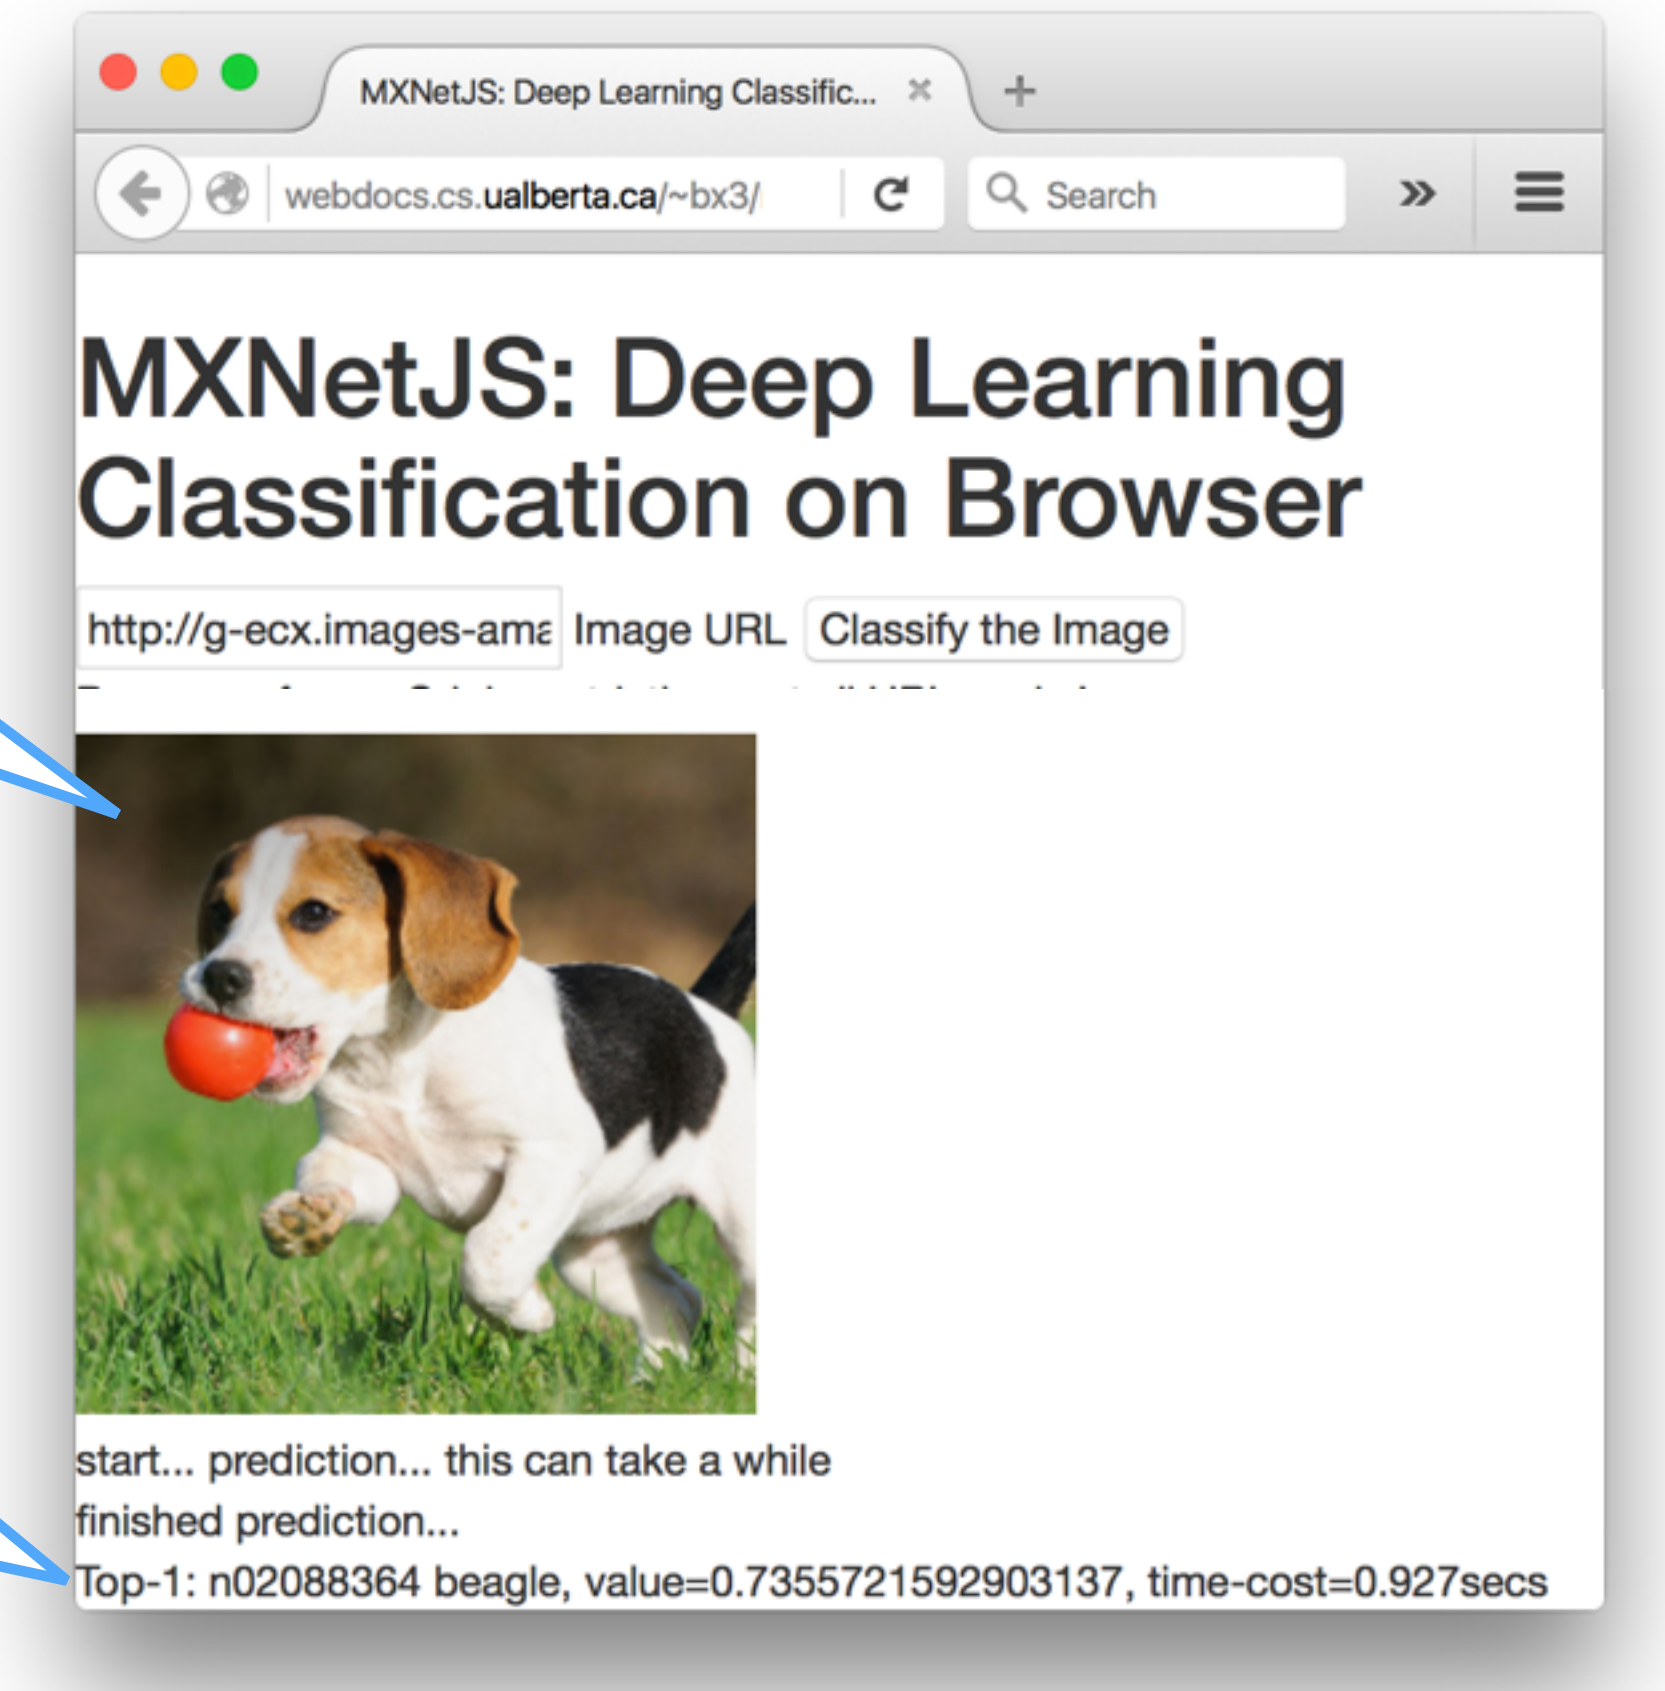 MXNetJS: Deep Learning Classific...
webdocs.cs.ualberta.ca/~bx3/
Search
MXNetJS: Deep Learning
Classification on Browser
http://g-ecx.images-ama Image URL Classify the Image
start... prediction... this can take a while
finished prediction...
Top-1: n02088364 beagle, value=0.7355721592903137, time-cost=0.927secs